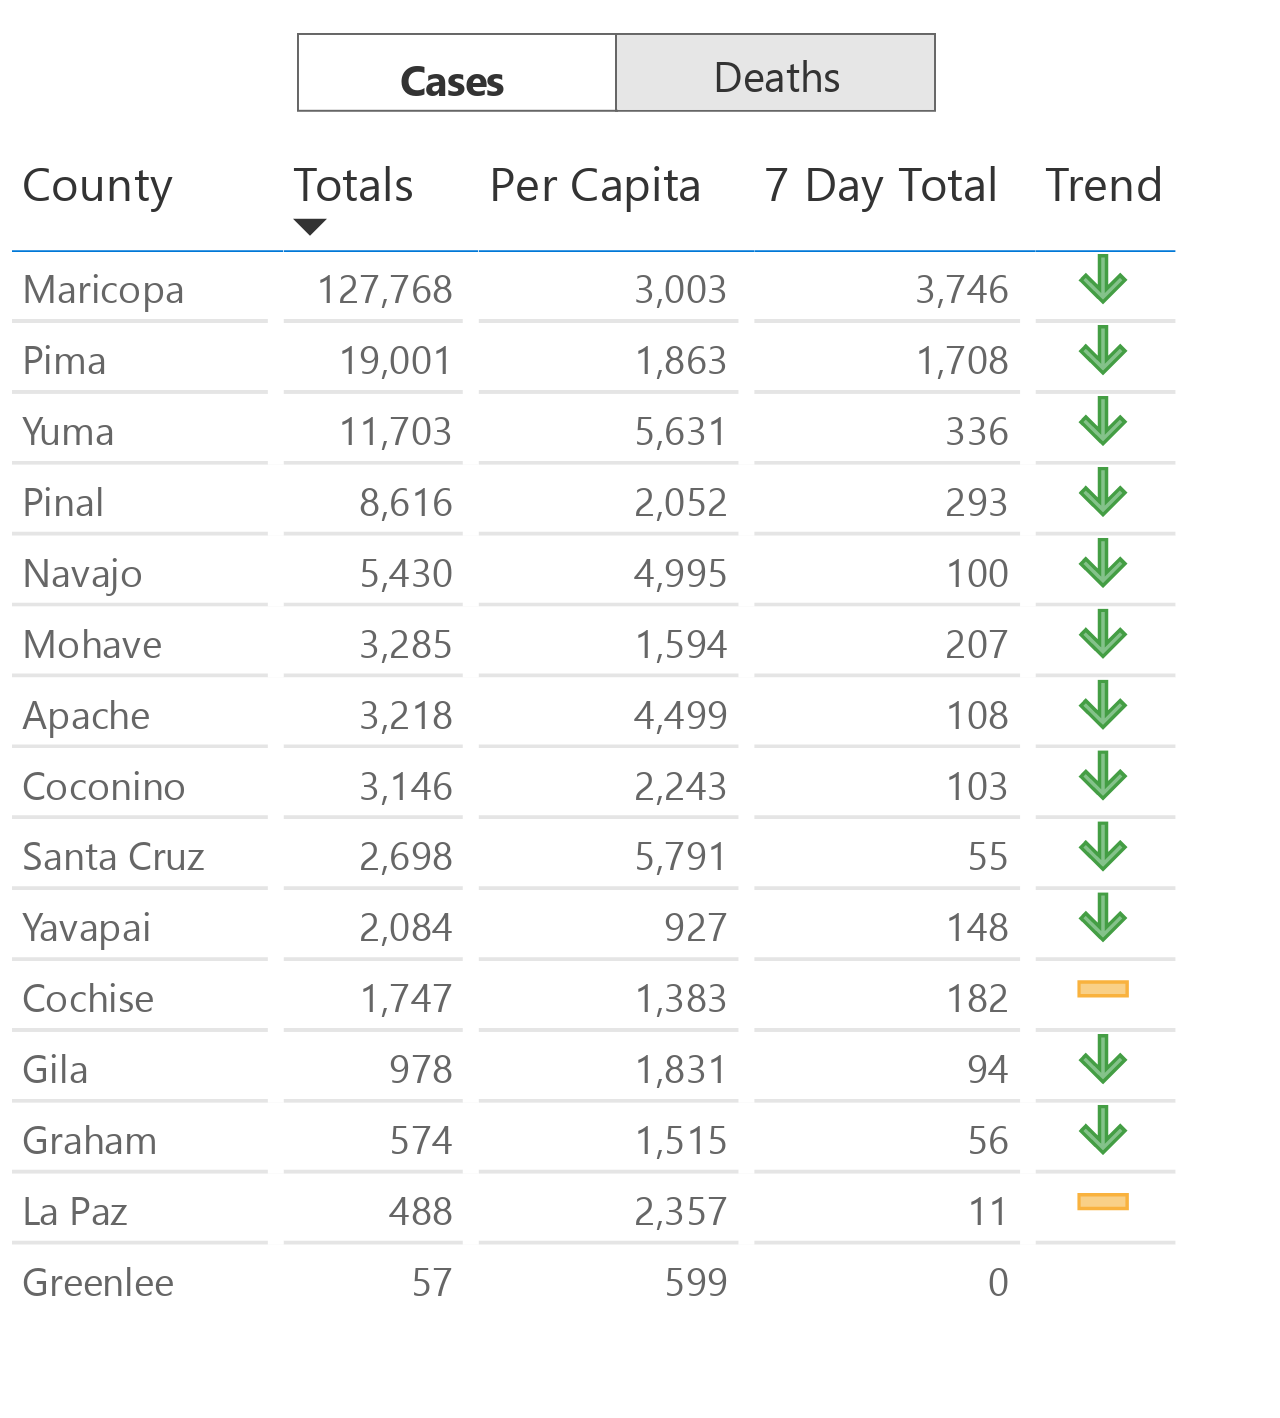 Cases Deaths
County Totals Per Capita 7 Day Total Trend
Maricopa 127,768 3,003 3,746
Pima 19,001 1,863 1,708
Yuma 11,703 5,631 336
Pinal 8,616 2,052 293
Navajo 5,430 4,995 100
Mohave 3,285 1,594 207
Apache 3,218 4,499 108
Coconino 3,146 2,243 103
Santa Cruz 2,698 5,791 55
Yavapai 2,084 927 148
Cochise 1,747 1,383 182
Gila 978 1,831 94
Graham 574 1,515 56
La Paz 488 2,357 11
Greenlee 57 599 0